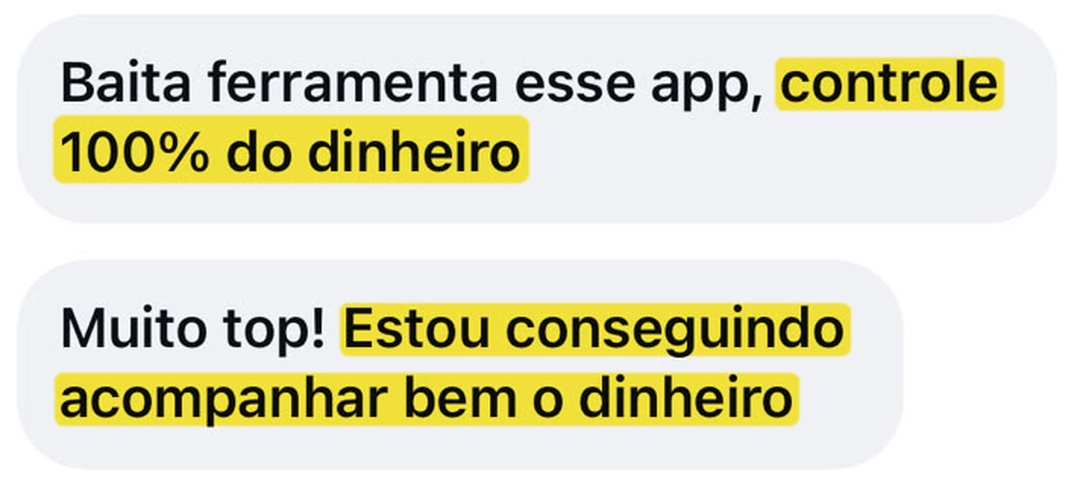 Baita ferramenta esse app, controle
100% do dinheiro
Muito top! Estou conseguindo
acompanhar bem o dinheiro